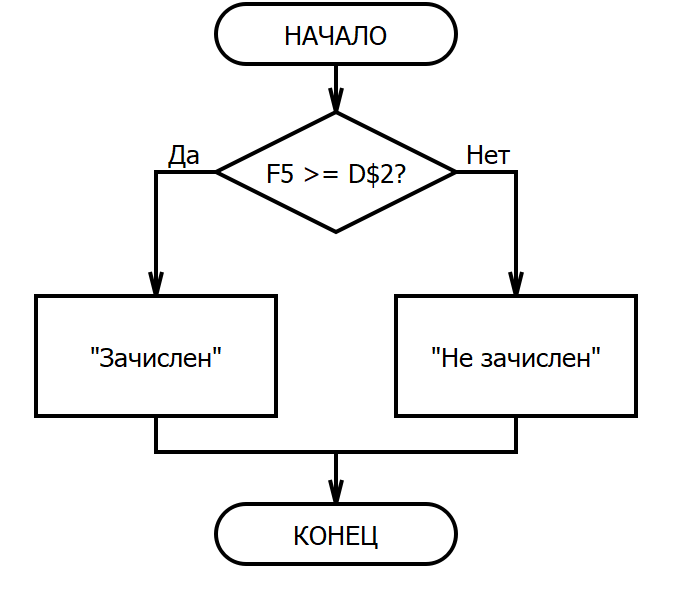 НАЧАЛО
Да
Нет
F5 >= D$2?
"Зачислен"
"Не зачислен"
КОНЕЦ